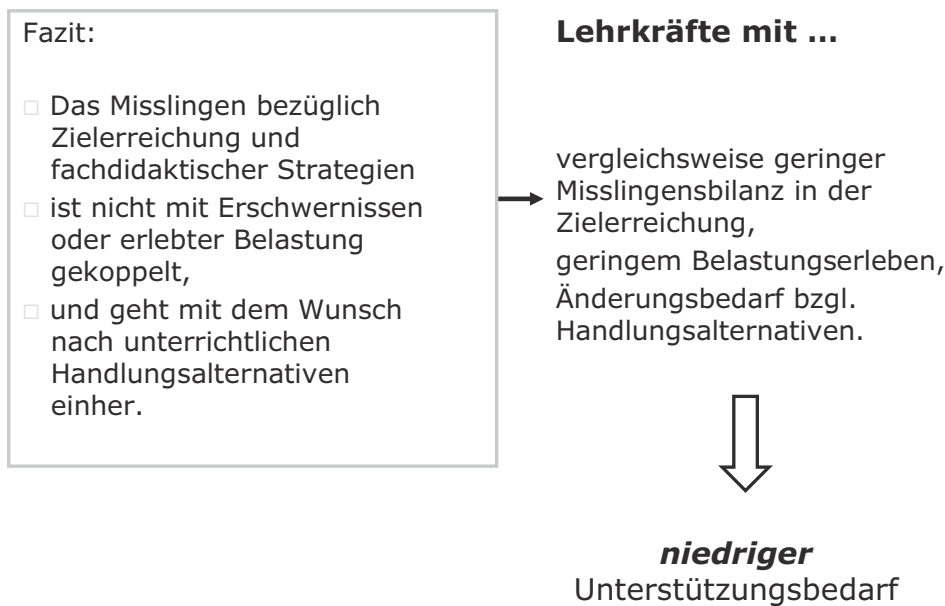 Fazit:
Das Misslingen bezüglich
Zielerreichung und
fachdidaktischer Strategien
ist nicht mit Erschwernissen
oder erlebter Belastung
gekoppelt,
und geht mit dem Wunsch
nach unterrichtlichen
Handlungsalternativen
einher.
Lehrkräfte mit ...
vergleichsweise geringer
Misslingensbilanz in der
Zielerreichung,
geringem Belastungserleben,
Änderungsbedarf bzgl.
Handlungsalternativen.
niedriger
Unterstützungsbedarf